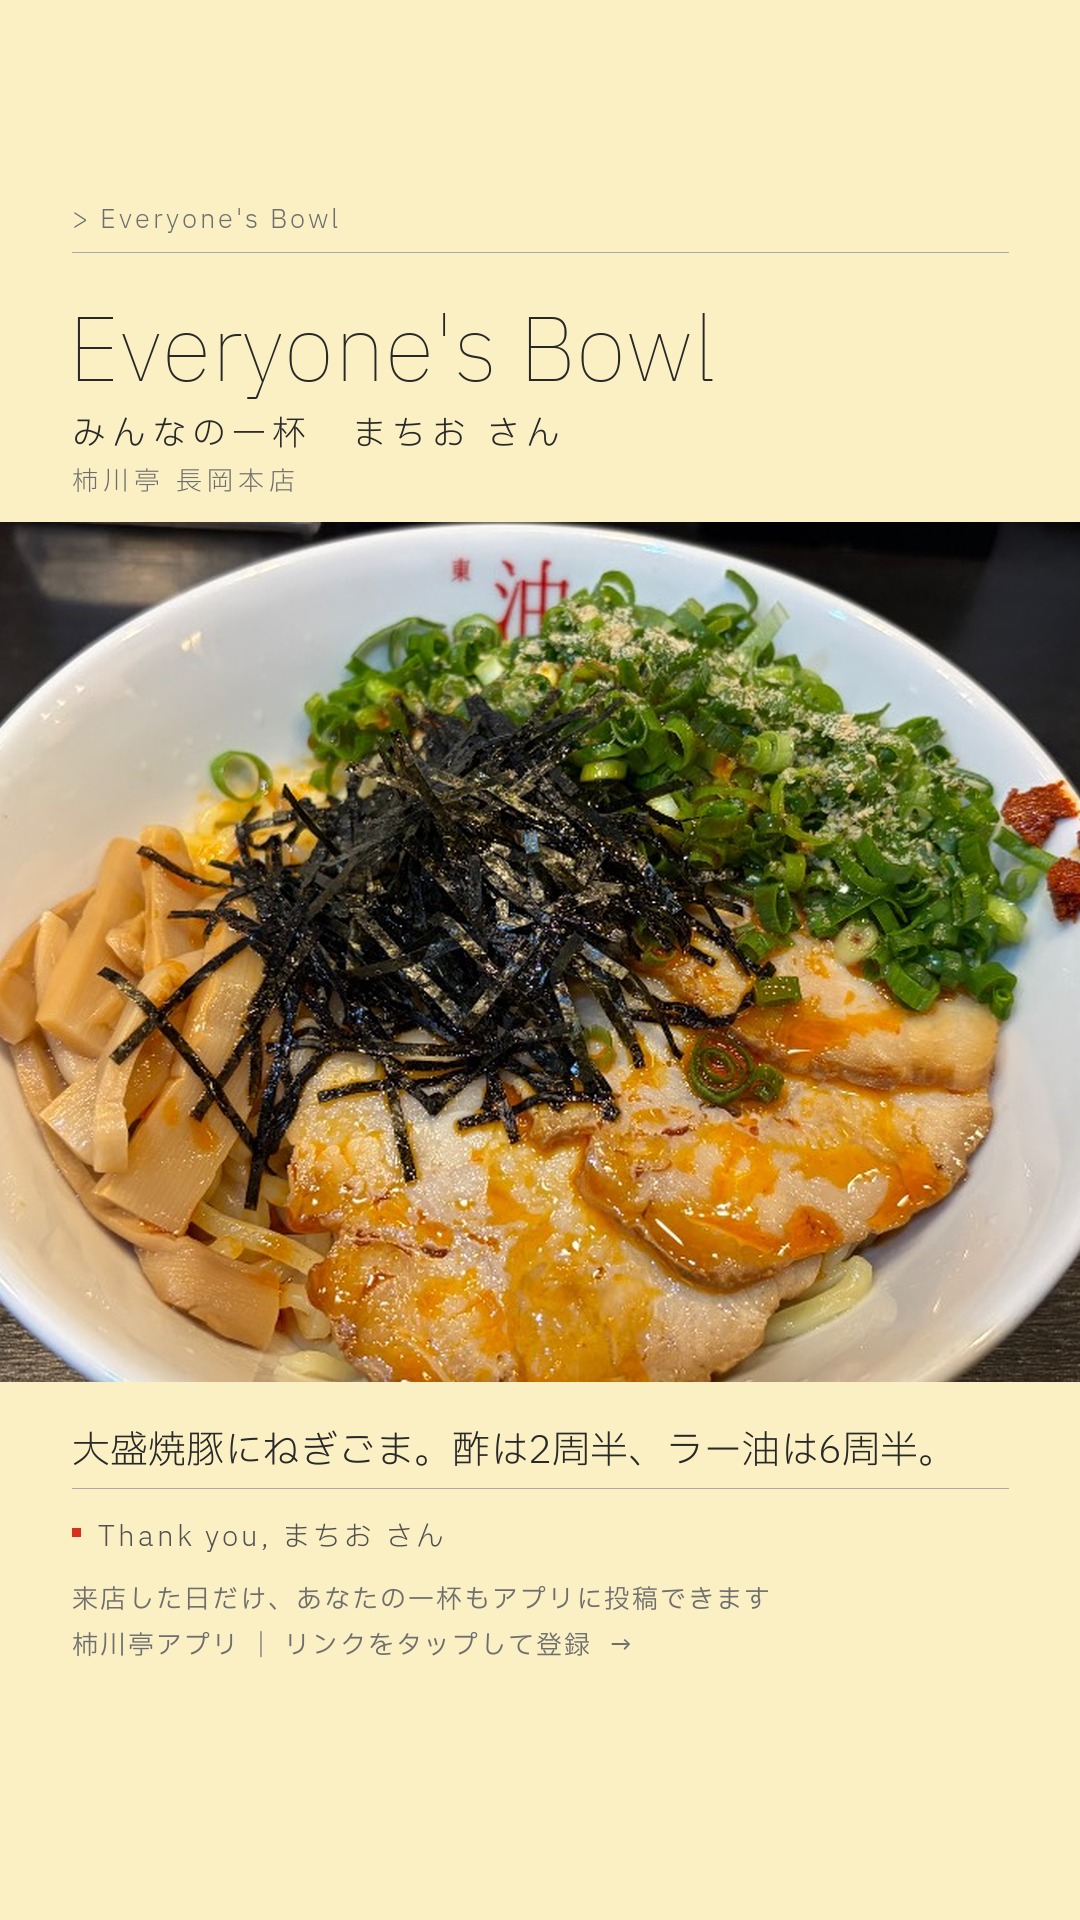 > Everyone's Bowl
Everyone's Bowl
みんなの一杯　まちお さん
柿川亭 長岡本店
東 油
大盛焼豚にねぎごま。酢は2周半、ラー油は6周半。
Thank you, まちお さん
来店した日だけ、あなたの一杯もアプリに投稿できます
柿川亭アプリ ｜ リンクをタップして登録 →